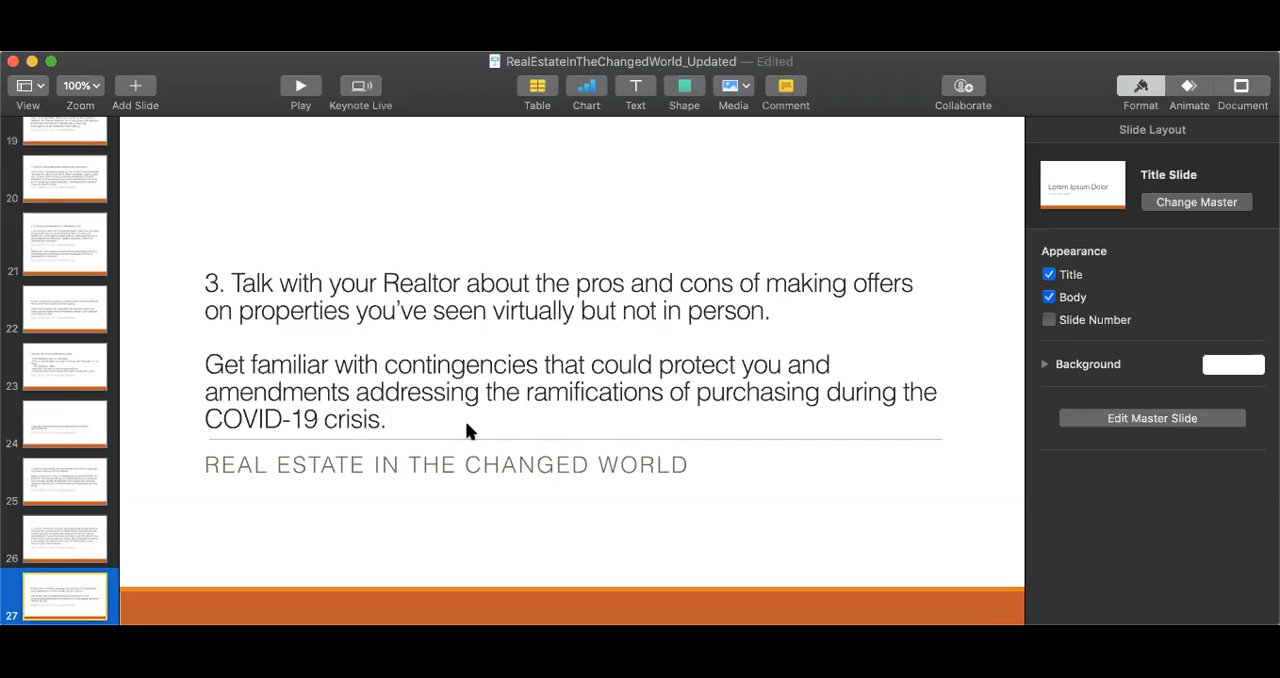 RealEstateInTheChangedWorld_Updated — Edited
100%
View Zoom Add Slide Play Keynote Live Table Chart Text Shape Media Comment Collaborate Format Animate Document
Slide Layout
Lorem Ipsum Dolor
Title Slide
Change Master
Appearance
Title
Body
Slide Number
Background
Edit Master Slide
19
20
21
22
23
24
25
26
27
3. Talk with your Realtor about the pros and cons of making offers
on properties you’ve seen virtually but not in person.
Get familiar with contingencies that could protect you and
amendments addressing the ramifications of purchasing during the
COVID-19 crisis.
REAL ESTATE IN THE CHANGED WORLD